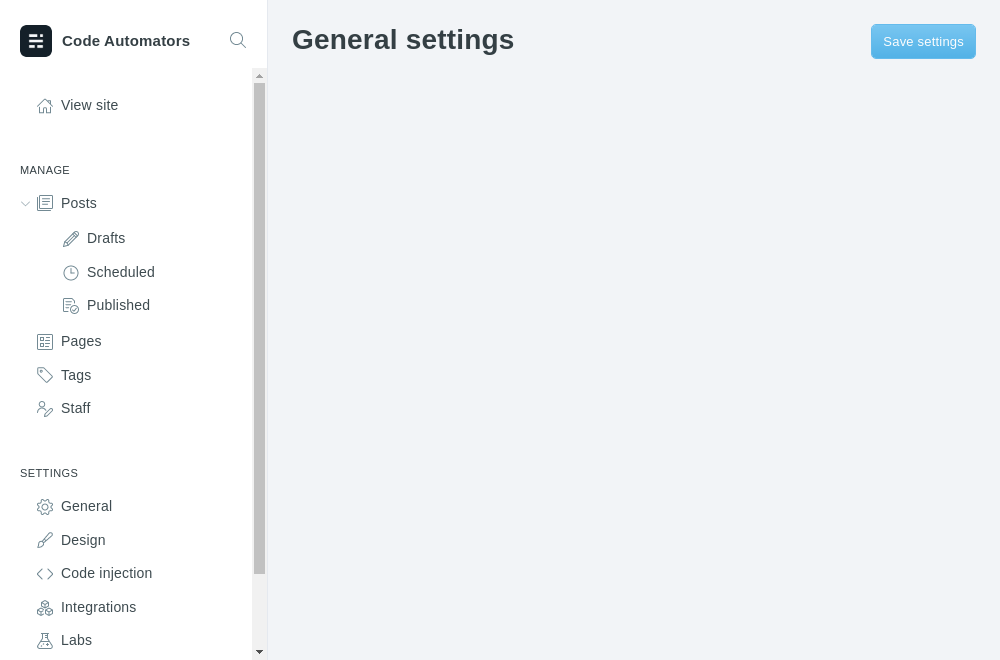 Code Automators
View site
MANAGE
Posts
Drafts
Scheduled
Published
Pages
Tags
Staff
SETTINGS
General
Design
Code injection
Integrations
Labs
General settings
Save settings